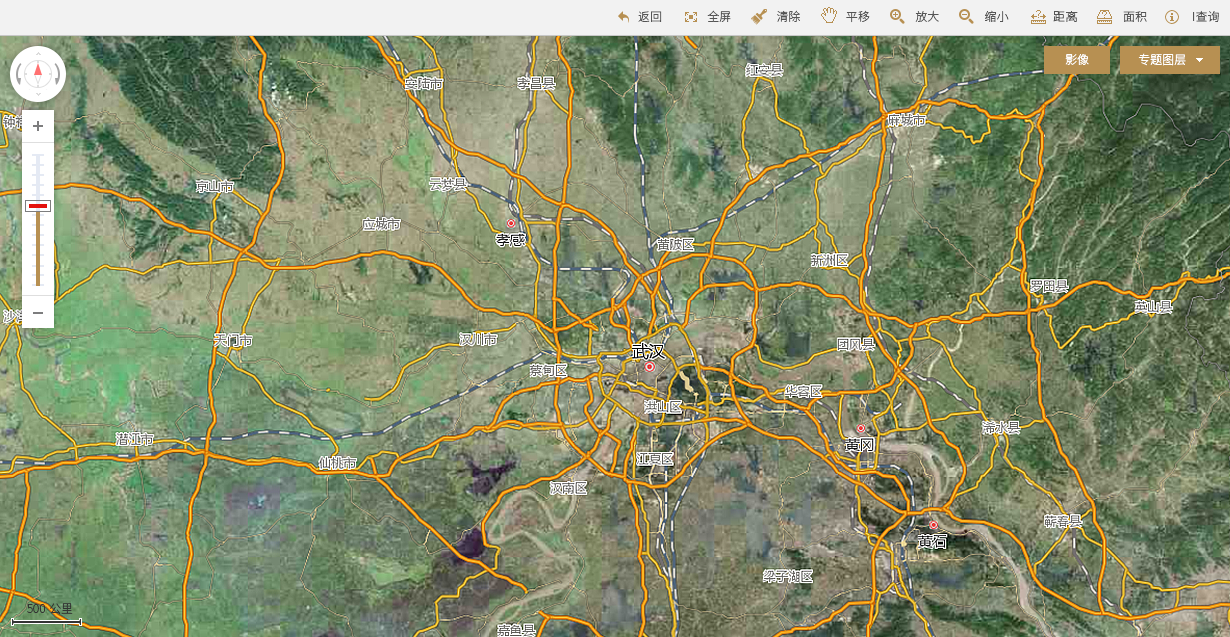 返回 全屏 清除 平移 放大 缩小 距离 面积 I查询
影像 专题图层
安陆市 孝昌县 红安县
麻城市
京山市 云梦县
应城市
孝感 黄陂区
新洲区
罗田县
英山县
天门市 汉川市
武汉 团风县
蔡甸区
华容区
洪山区
浠水县
潜江市 黄冈
仙桃市 江夏区
汉南区
蕲春县
黄石
梁子湖区
500 公里
嘉鱼县